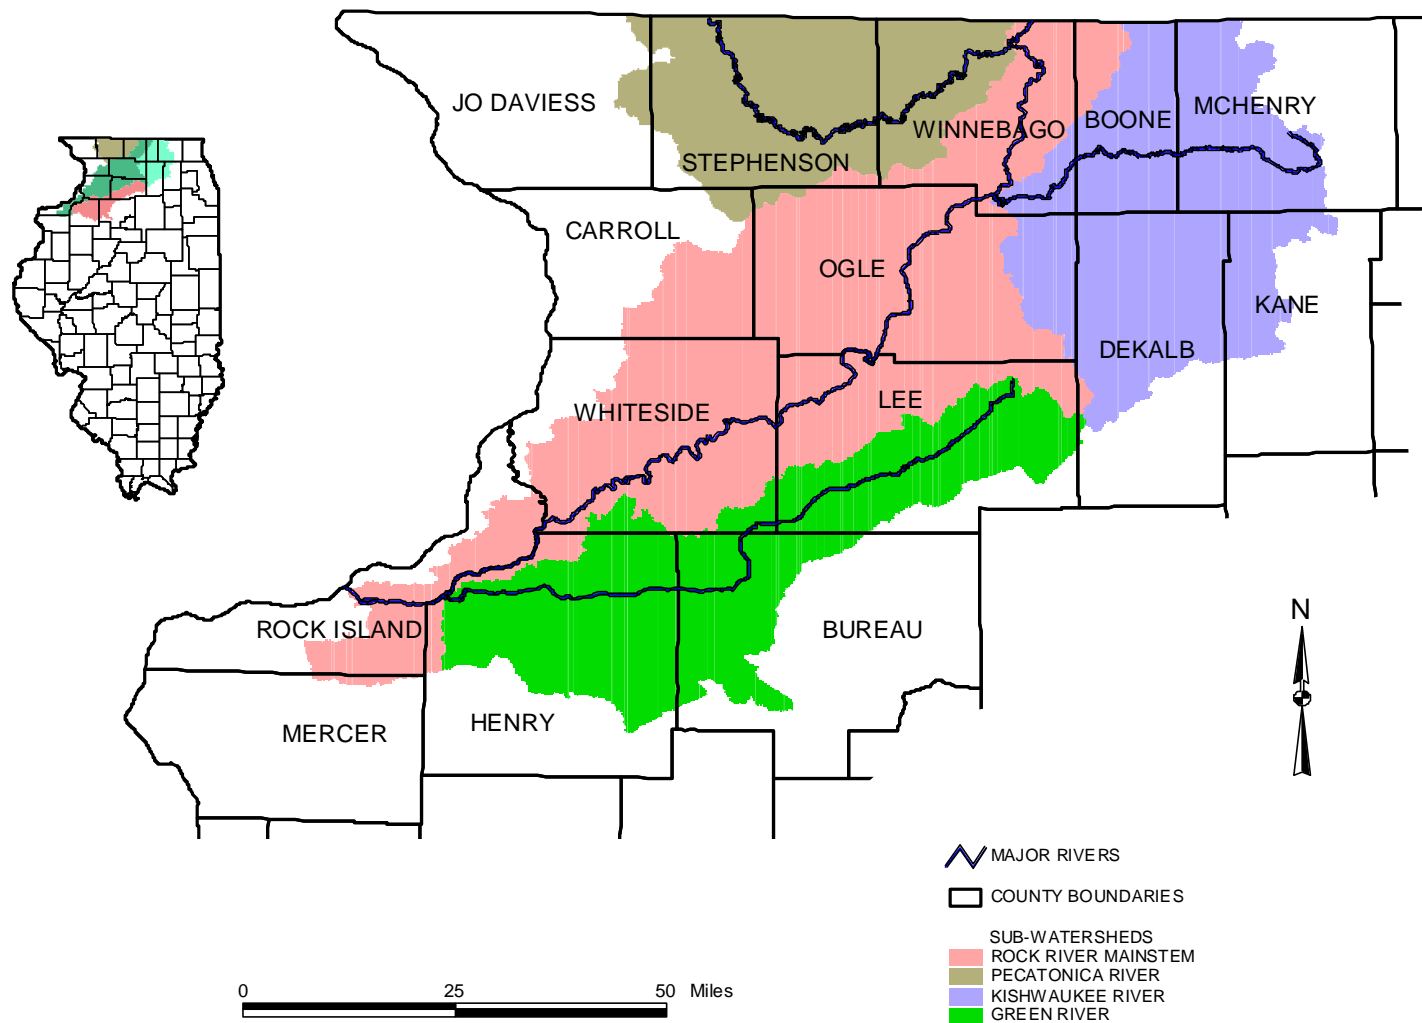 JO DAVIESS
STEPHENSON
WINNEBAGO
BOONE
MCHENRY
CARROLL
OGLE
KANE
DEKALB
WHITESIDE
LEE
ROCK ISLAND
BUREAU
MERCER
HENRY
N
MAJOR RIVERS
COUNTY BOUNDARIES
SUB-WATERSHEDS
ROCK RIVER MAINSTEM
PECATONICA RIVER
KISHWAUKEE RIVER
GREEN RIVER
0 25 50 Miles